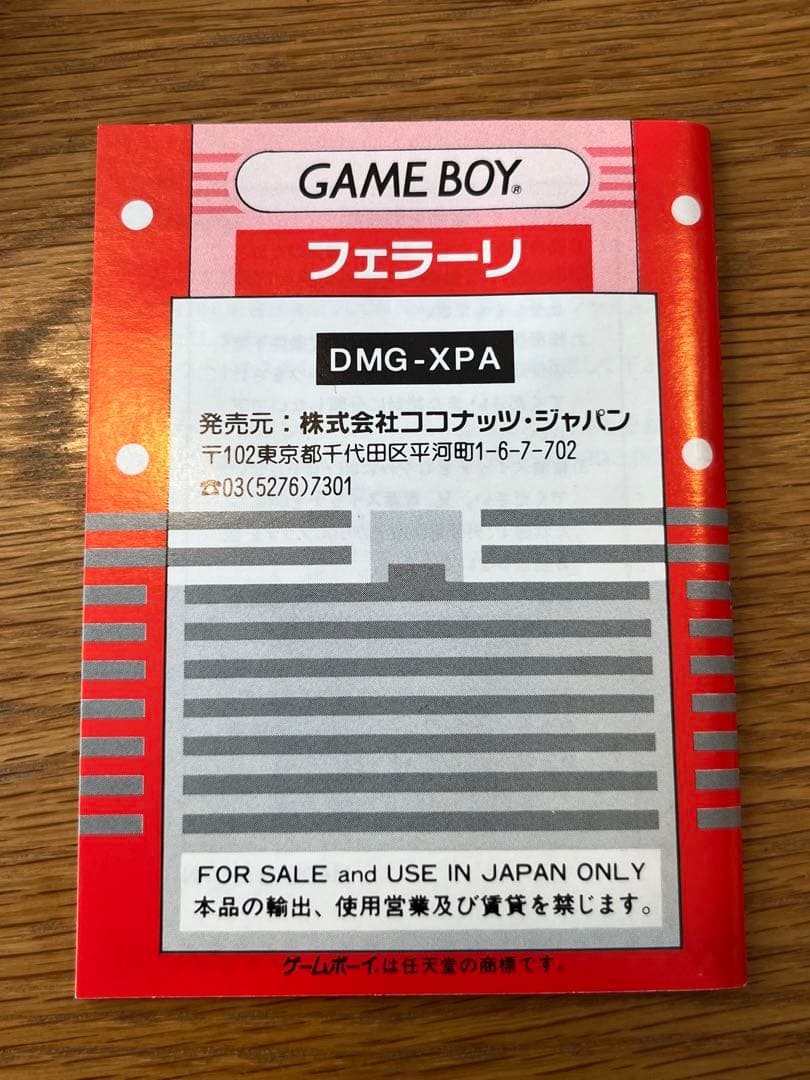 GAME BOY®
フェラーリ
DMG-XPA
発売元：株式会社ココナッツ・ジャパン
〒102東京都千代田区平河町1-6-7-702
☎03(5276)7301
FOR SALE and USE IN JAPAN ONLY
本品の輸出、使用営業及び賃貸を禁じます。
ゲームボーイ®は任天堂の商標です。